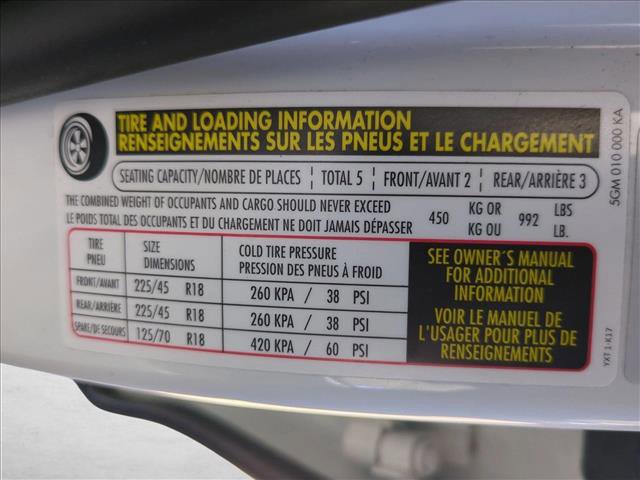 TIRE AND LOADING INFORMATION
RENSEIGNEMENTS SUR LES PNEUS ET LE CHARGEMENT
SEATING CAPACITY/NOMBRE DE PLACES | TOTAL 5 | FRONT/AVANT 2 | REAR/ARRIÈRE 3
THE COMBINED WEIGHT OF OCCUPANTS AND CARGO SHOULD NEVER EXCEED
LE POIDS TOTAL DES OCCUPANTS ET DU CHARGEMENT NE DOIT JAMAIS DÉPASSER
450 KG OR 992 LBS
KG OU LB.
TIRE SIZE COLD TIRE PRESSURE
PNEU DIMENSIONS PRESSION DES PNEUS À FROID
FRONT/AVANT 225/45 R18 260 KPA / 38 PSI
REAR/ARRIÈRE 225/45 R18 260 KPA / 38 PSI
SPARE/DE SECOURS 125/70 R18 420 KPA / 60 PSI
SEE OWNER´S MANUAL
FOR ADDITIONAL
INFORMATION
VOIR LE MANUEL DE
L'USAGER POUR PLUS DE
RENSEIGNEMENTS
5GM 010 000 KA
YXT 1-K17